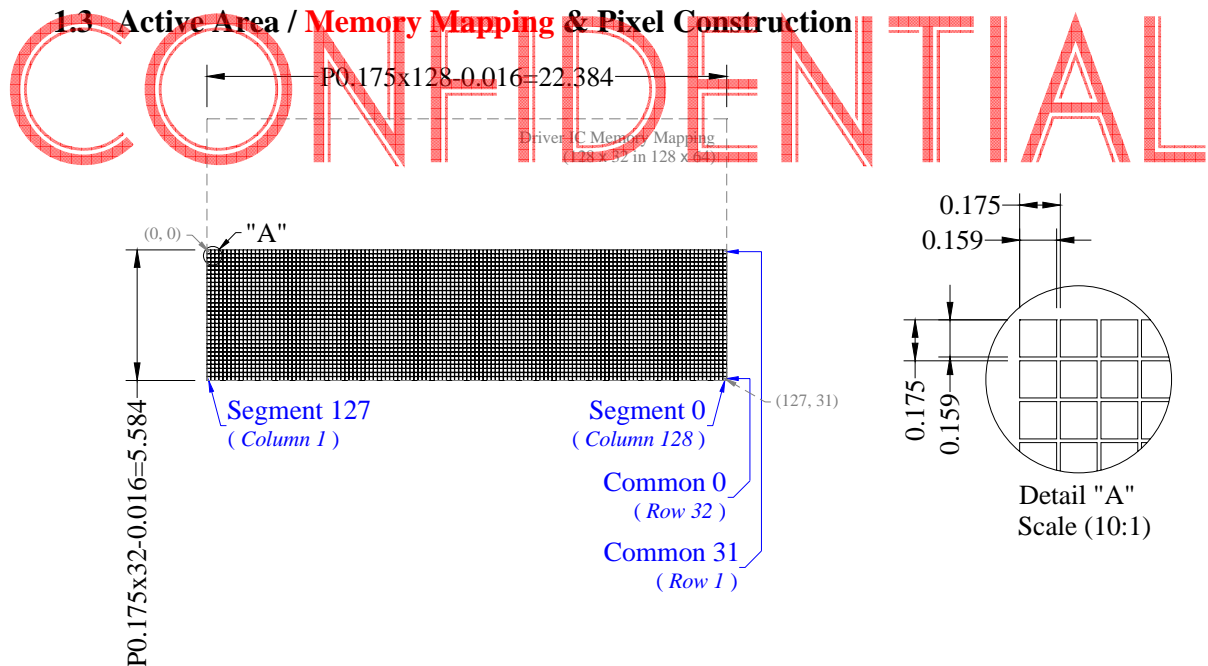 1.3 Active Area / Memory Mapping & Pixel Construction
CONFIDENTIAL
P0.175x128-0.016=22.384
Driver IC Memory Mapping
(128 x 32 in 128 x 64)
(0, 0)
"A"
P0.175x32-0.016=5.584
Segment 127
( Column 1 )
Segment 0
( Column 128 )
(127, 31)
Common 0
( Row 32 )
Common 31
( Row 1 )
0.175
0.159
0.175
0.159
Detail "A"
Scale (10:1)